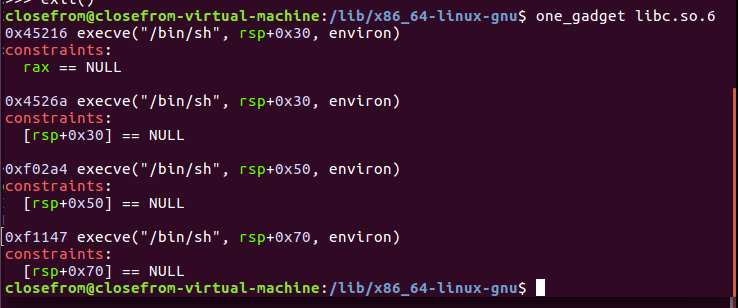 >>> exit()
closefrom@closefrom-virtual-machine:/lib/x86_64-linux-gnu$ one_gadget libc.so.6
0x45216 execve("/bin/sh", rsp+0x30, environ)
constraints:
  rax == NULL
0x4526a execve("/bin/sh", rsp+0x30, environ)
constraints:
  [rsp+0x30] == NULL
0xf02a4 execve("/bin/sh", rsp+0x50, environ)
constraints:
  [rsp+0x50] == NULL
0xf1147 execve("/bin/sh", rsp+0x70, environ)
constraints:
  [rsp+0x70] == NULL
closefrom@closefrom-virtual-machine:/lib/x86_64-linux-gnu$